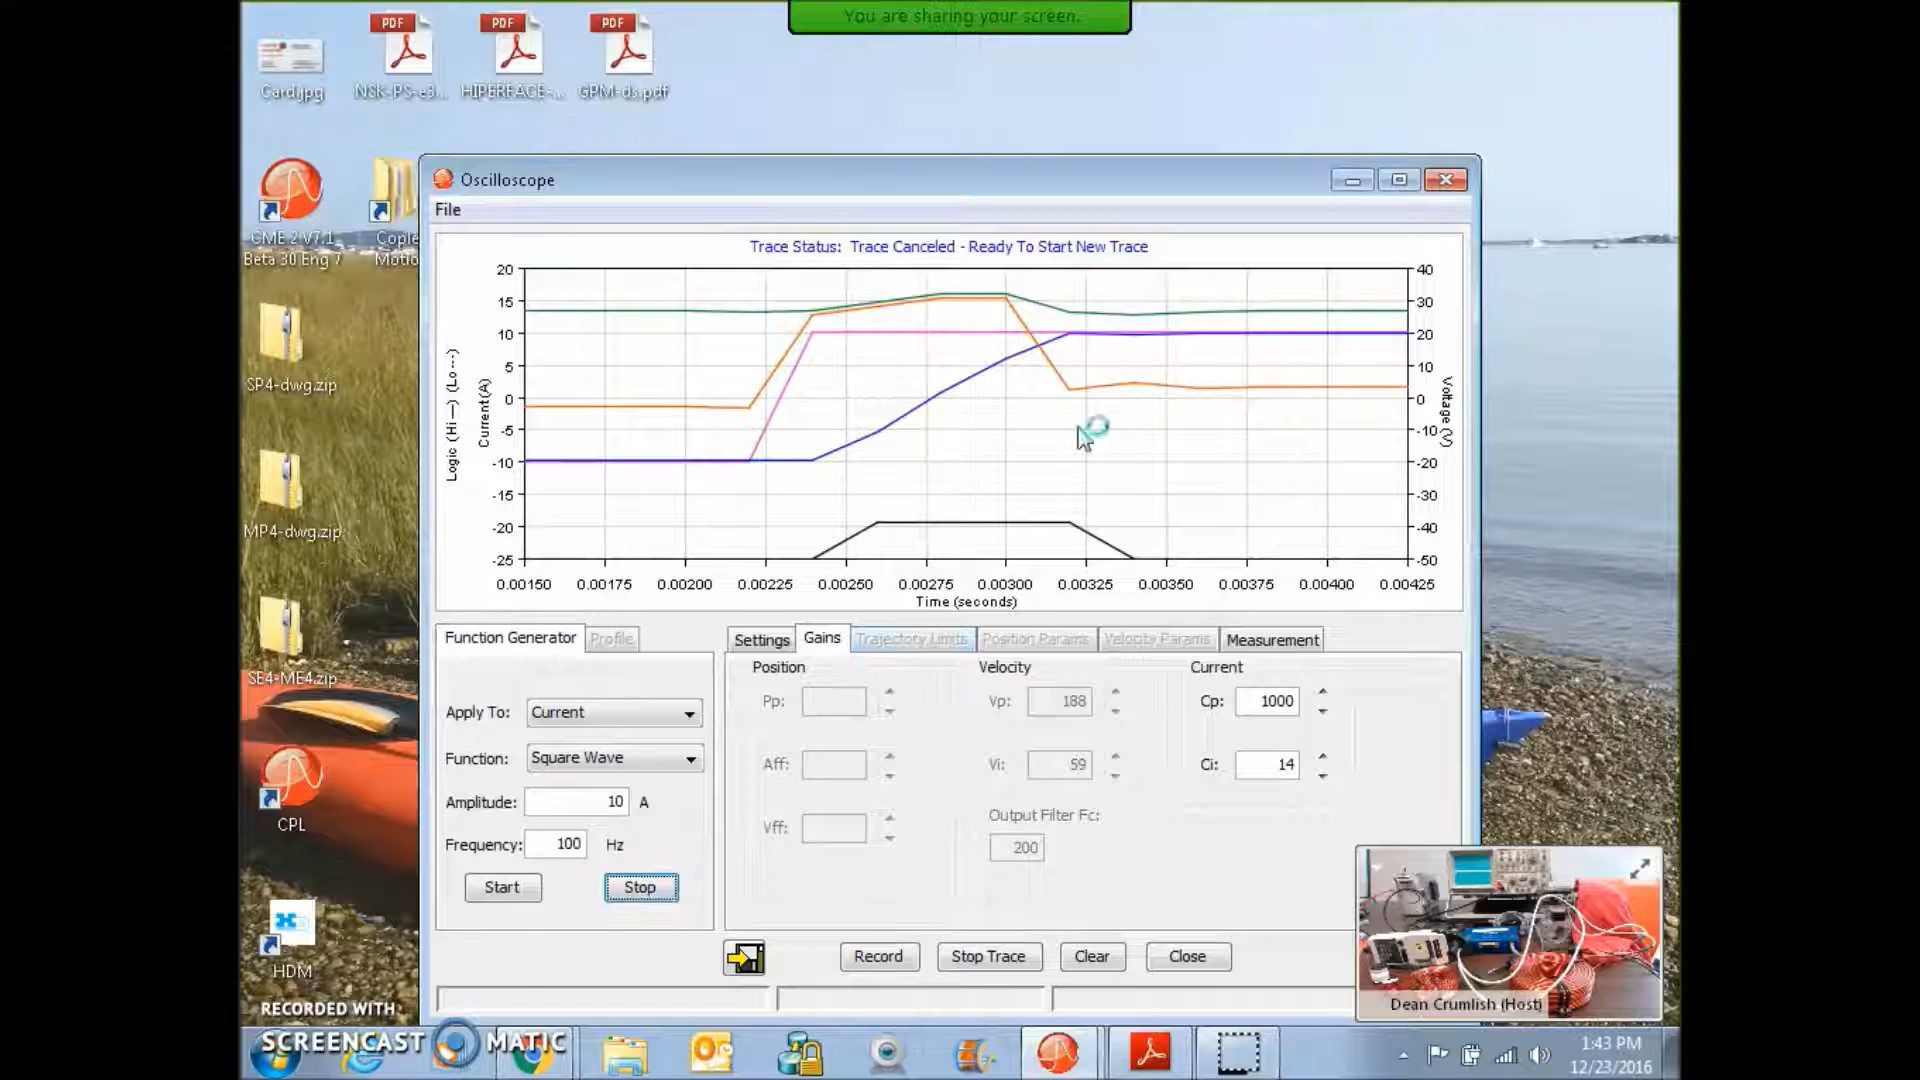 You are sharing your screen.
PDF PDF PDF
Card.jpg NSK-IPS-e3... HIPERFACE-... GPM-ds.pdf
CME 2 V7.1
Beta 30 Eng 7
Cople
Motio
SP4-dwg.zip
MP4-dwg.zip
SE4-ME4.zip
CPL
HDM
Oscilloscope
File
Trace Status: Trace Canceled - Ready To Start New Trace
20 15 10 5 0 -5 -10 -15 -20 -25
Logic (Hi —) (Lo ---)
Current(A)
40 30 20 10 0 -10 -20 -30 -40 -50
Voltage (V)
0.00150 0.00175 0.00200 0.00225 0.00250 0.00275 0.00300 0.00325 0.00350 0.00375 0.00400 0.00425
Time (seconds)
Function Generator Profile
Apply To: Current
Function: Square Wave
Amplitude: 10 A
Frequency: 100 Hz
Start Stop
Settings Gains Trajectory Limits Position Params Velocity Params Measurement
Position Velocity Current
Pp: Vp: 188 Cp: 1000
Aff: Vi: 59 Ci: 14
Vff: Output Filter Fc:
200
Record Stop Trace Clear Close
Dean Crumlish (Host)
RECORDED WITH
SCREENCAST MATIC
1:43 PM
12/23/2016